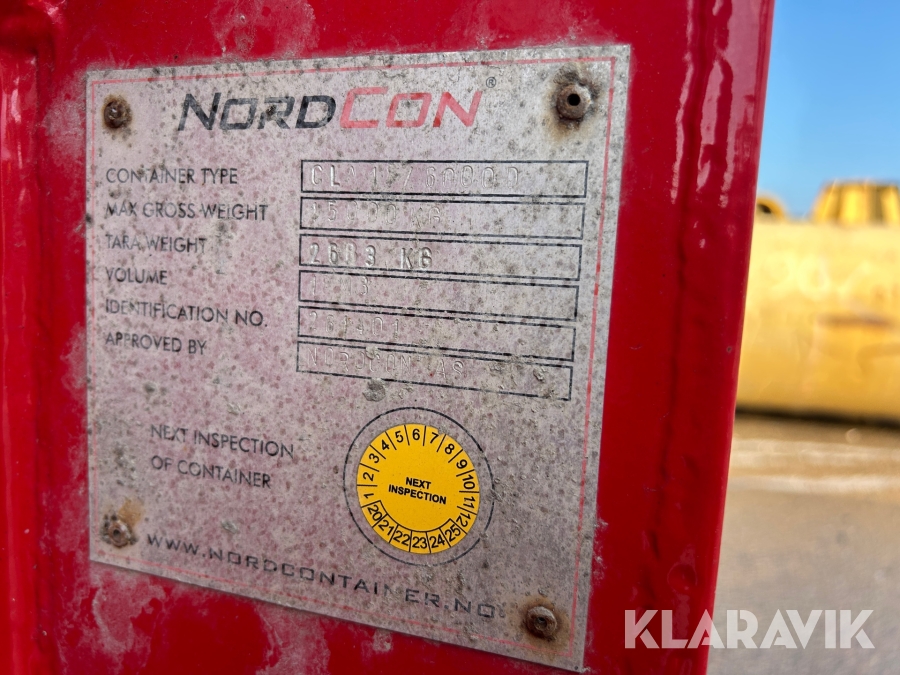 NORDCON®
CONTAINER TYPE
MAX GROSS WEIGHT
TARA WEIGHT 2683 KG
VOLUME
IDENTIFICATION NO.
APPROVED BY NORDCON AS
NEXT INSPECTION
OF CONTAINER
1 2 3 4 5 6 7 8 9 10 11 12
NEXT
INSPECTION
20 21 22 23 24 25
WWW.NORDCONTAINER.NO
KLARAVIK